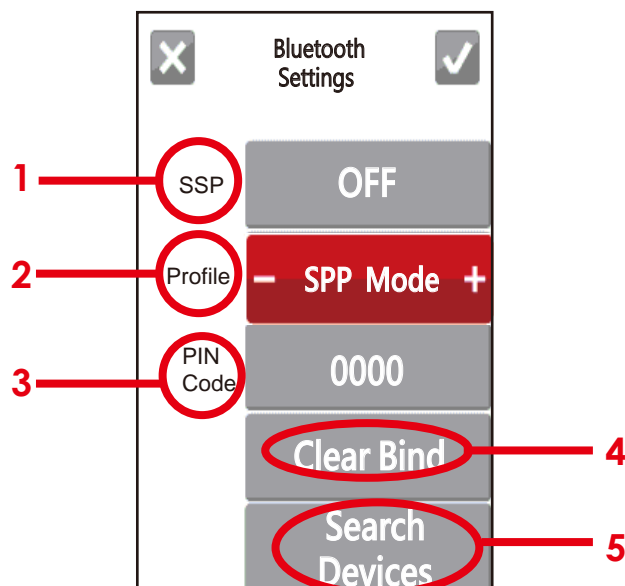 Bluetooth
Settings
1
SSP
OFF
2
Profile
- SPP Mode +
3
PIN
Code
0000
Clear Bind
4
Search
Devices
5